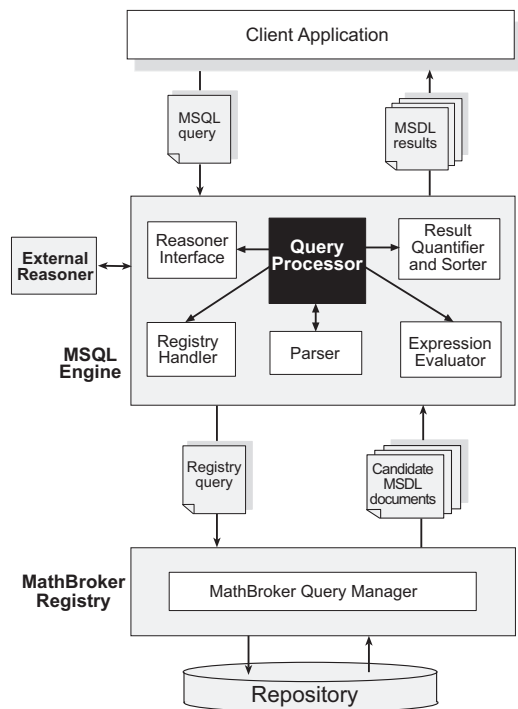 Client Application
MSQL
query
MSDL
results
External
Reasoner
Reasoner
Interface
Query
Processor
Result
Quantifier
and Sorter
Registry
Handler
Parser
Expression
Evaluator
MSQL
Engine
Registry
query
Candidate
MSDL
documents
MathBroker
Registry
MathBroker Query Manager
Repository